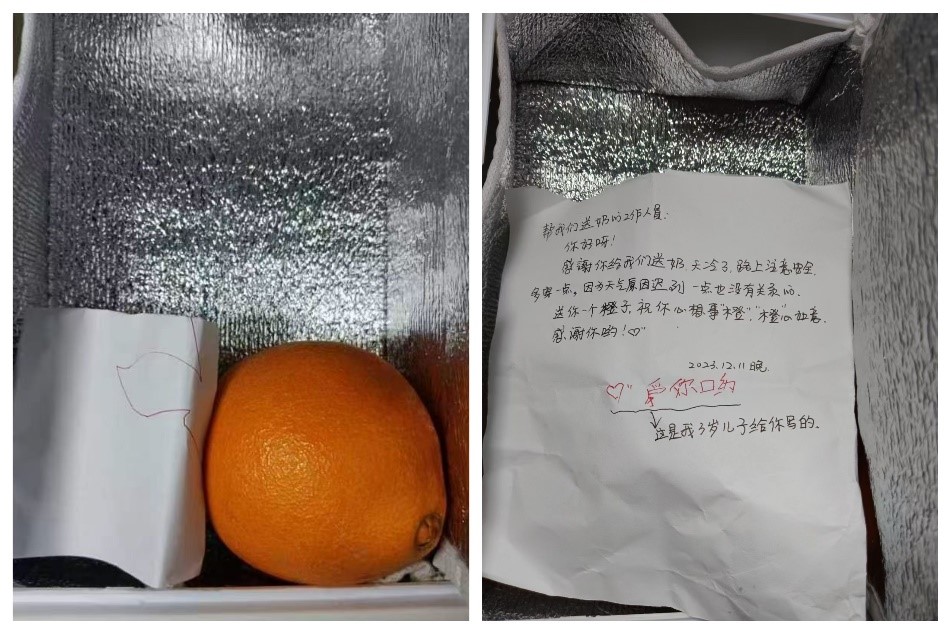 帮我们送奶的工作人员:
你好呀!
感谢你给我们送奶.天冷了.路上注意安全.
多穿一点,因为天气原因迟到一点也没有关系的.
送你一个橙子.祝你心想事“橙”,“橙”心如意.
感谢你哟!♡"
2023.12.11晚.
♡" 爱你口的
这是我3岁儿子给你写的.